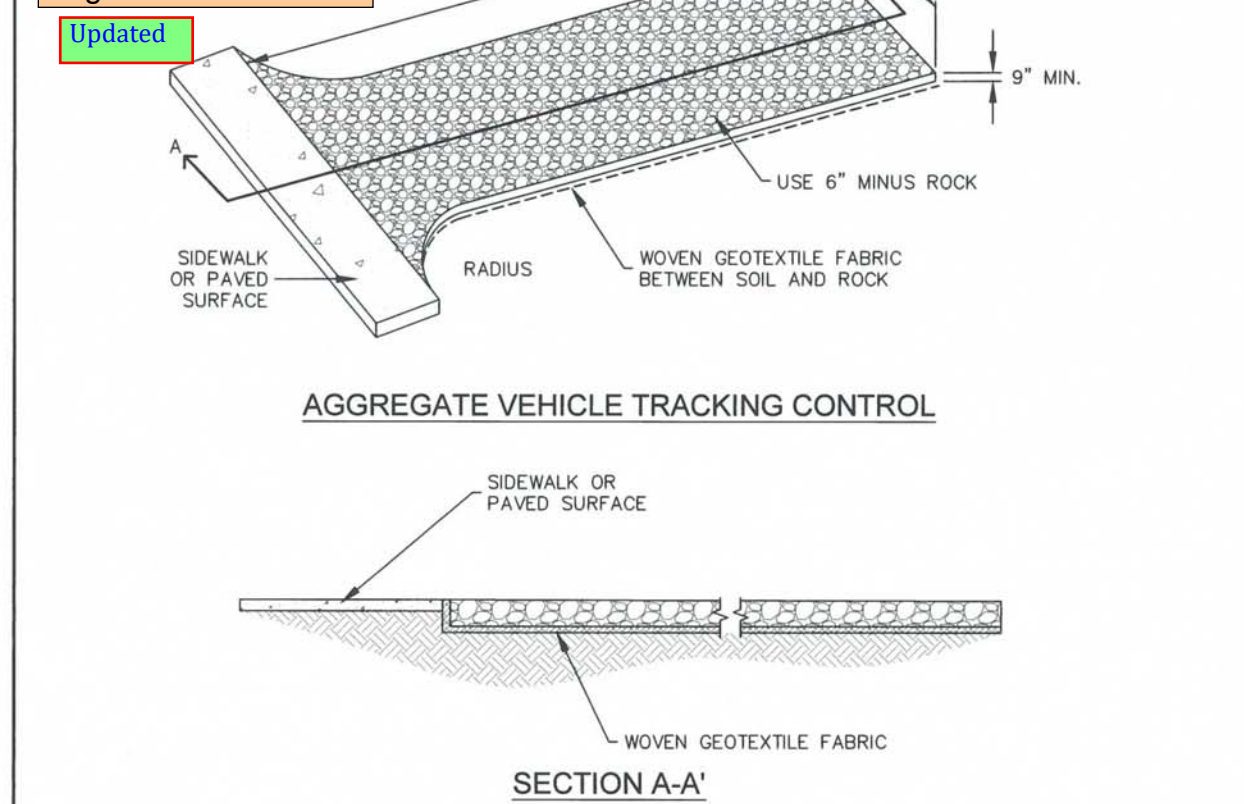 Updated
9" MIN.
A
USE 6" MINUS ROCK
SIDEWALK
OR PAVED
SURFACE
RADIUS
WOVEN GEOTEXTILE FABRIC
BETWEEN SOIL AND ROCK
AGGREGATE VEHICLE TRACKING CONTROL
SIDEWALK OR
PAVED SURFACE
WOVEN GEOTEXTILE FABRIC
SECTION A-A'